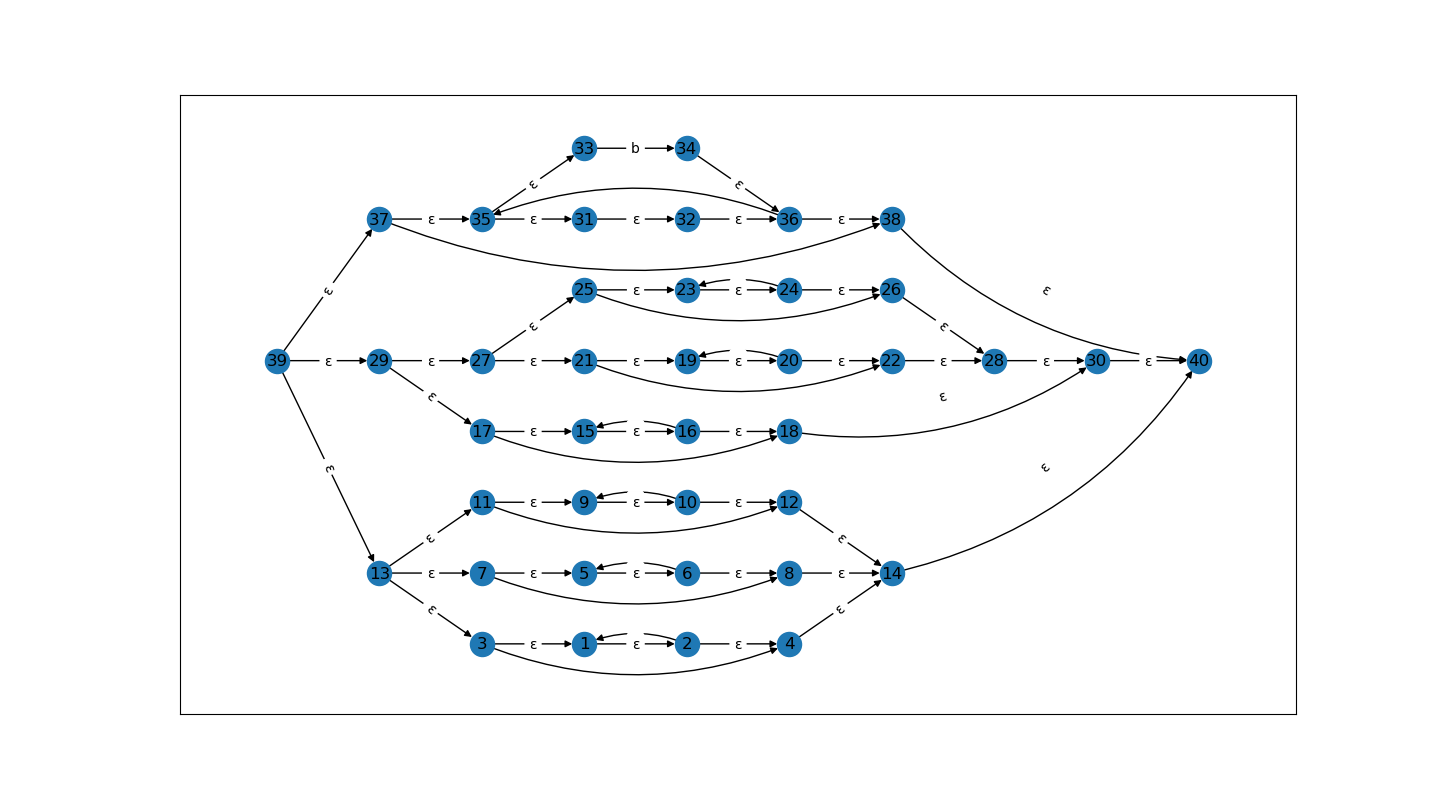 33 b 34
ε ε
37 ε 35 ε 31 ε 32 ε 36 ε 38
25 ε 23 ε 24 ε 26
ε ε
ε ε
39 ε 29 ε 27 ε 21 ε 19 ε 20 ε 22 ε 28 ε 30 ε 40
ε ε
17 ε 15 ε 16 ε 18
ε ε
11 ε 9 ε 10 ε 12
ε ε
13 ε 7 ε 5 ε 6 ε 8 ε 14
ε ε
3 ε 1 ε 2 ε 4